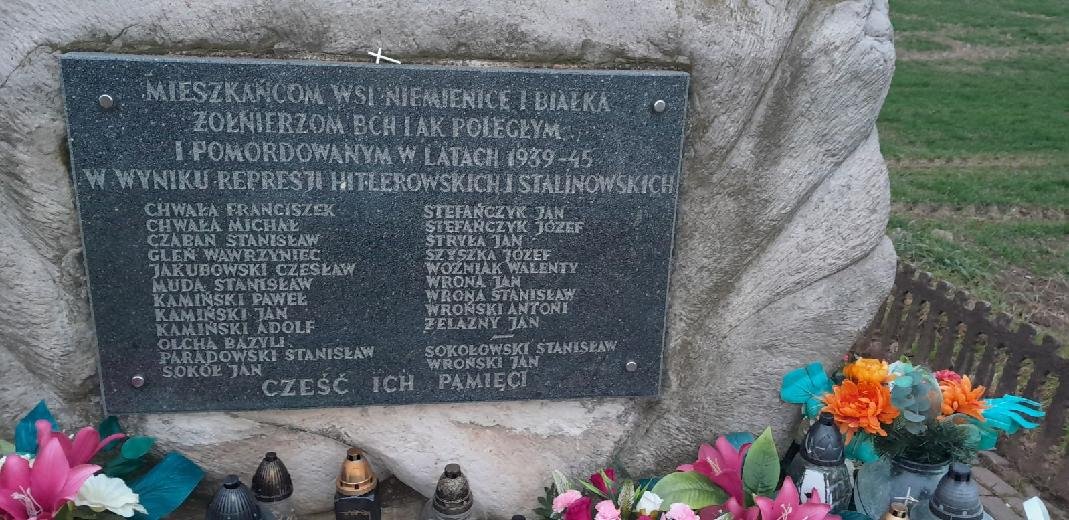 MIESZKAŃCOM WSI NIEMIENICE I BIAŁKA
ŻOŁNIERZOM BCH I AK POLEGŁYM
I POMORDOWANYM W LATACH 1939-45
W WYNIKU REPRESJI HITLEROWSKICH I STALINOWSKICH
CHWAŁA FRANCISZEK
CHWAŁA MICHAŁ
CZABAN STANISŁAW
GLEŃ WAWRZYNIEC
JAKUBOWSKI CZESŁAW
MUDA STANISŁAW
KAMIŃSKI PAWEŁ
KAMIŃSKI JAN
KAMIŃSKI ADOLF
OLCHA BAZYLI
PARADOWSKI STANISŁAW
SOKÓŁ JAN
STEFAŃCZYK JAN
STEFAŃCZYK JÓZEF
STRYŁA JAN
SZYSZKA JÓZEF
WOŹNIAK WALENTY
WRONA JAN
WRONA STANISŁAW
WROŃSKI ANTONI
ŻELAZNY JAN
SOKOŁOWSKI STANISŁAW
WROŃSKI JAN
CZEŚĆ ICH PAMIĘCI